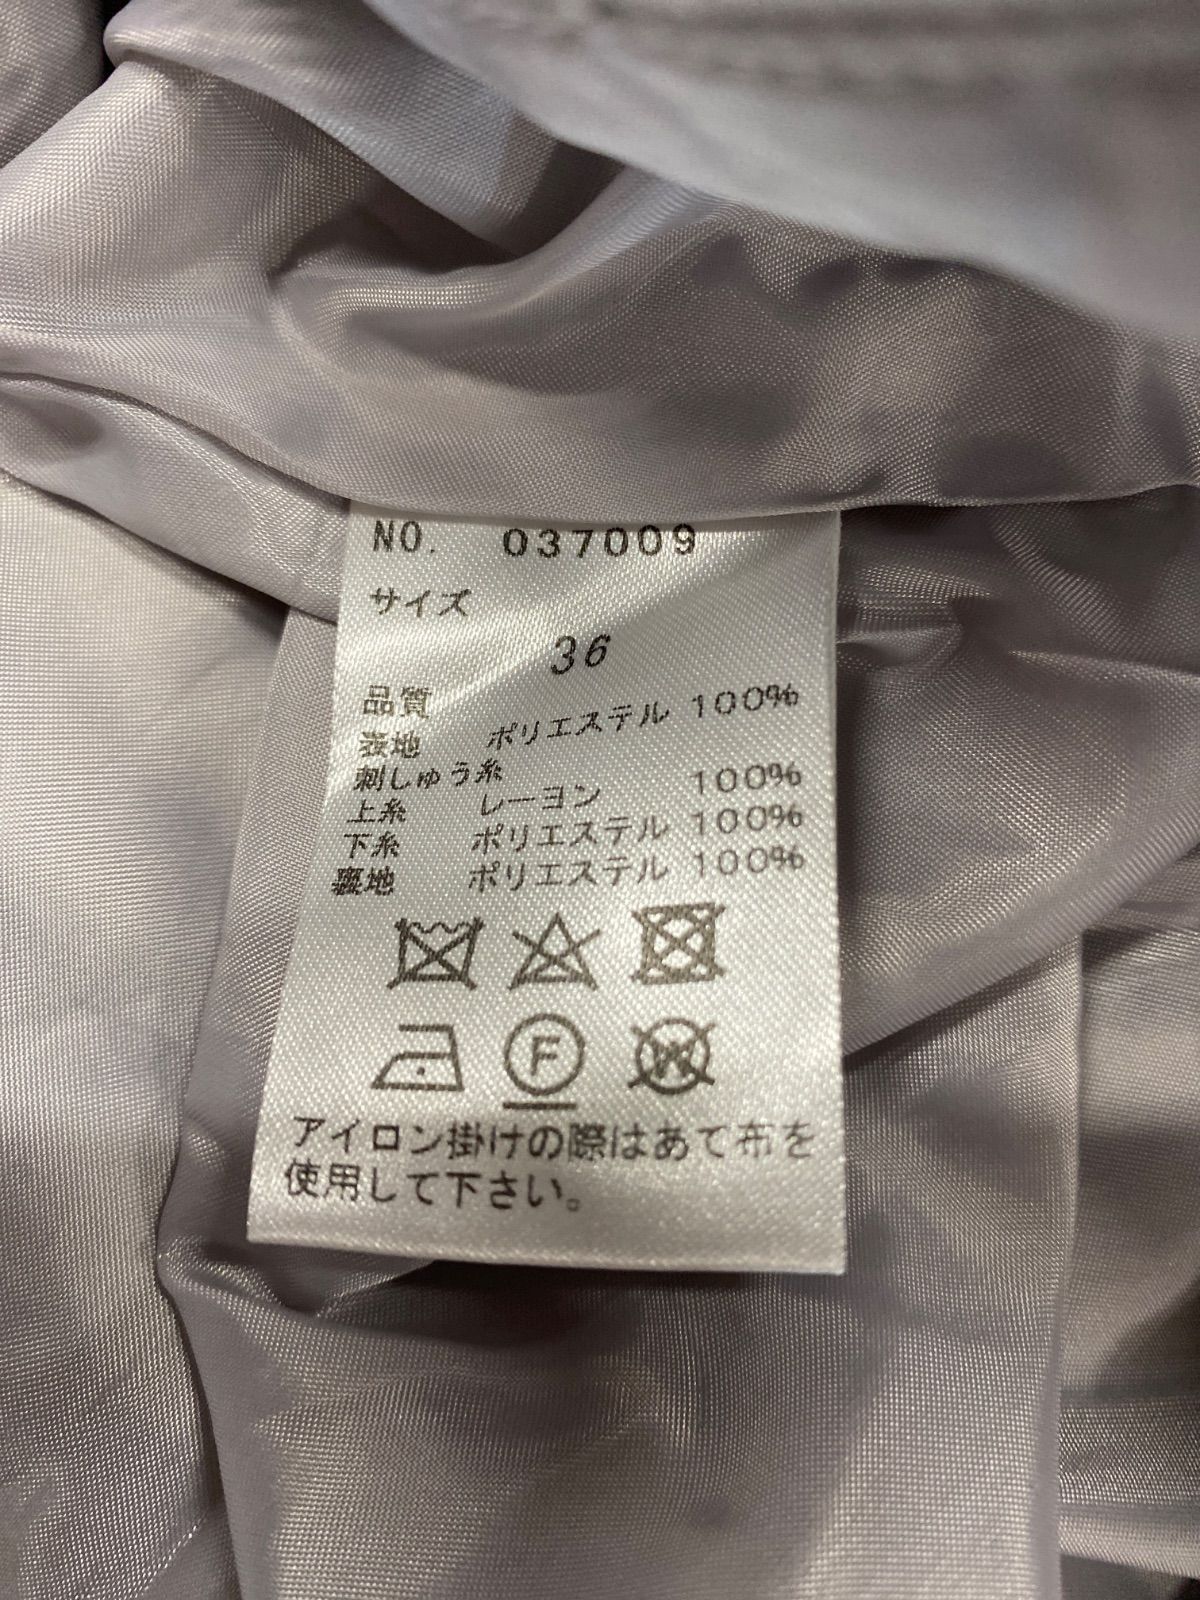 NO. 037009
サイズ
36
品質
表地 ポリエステル 100%
刺しゅう糸
上糸 レーヨン 100%
下糸 ポリエステル 100%
裏地 ポリエステル 100%
F W
アイロン掛けの際はあて布を
使用して下さい。